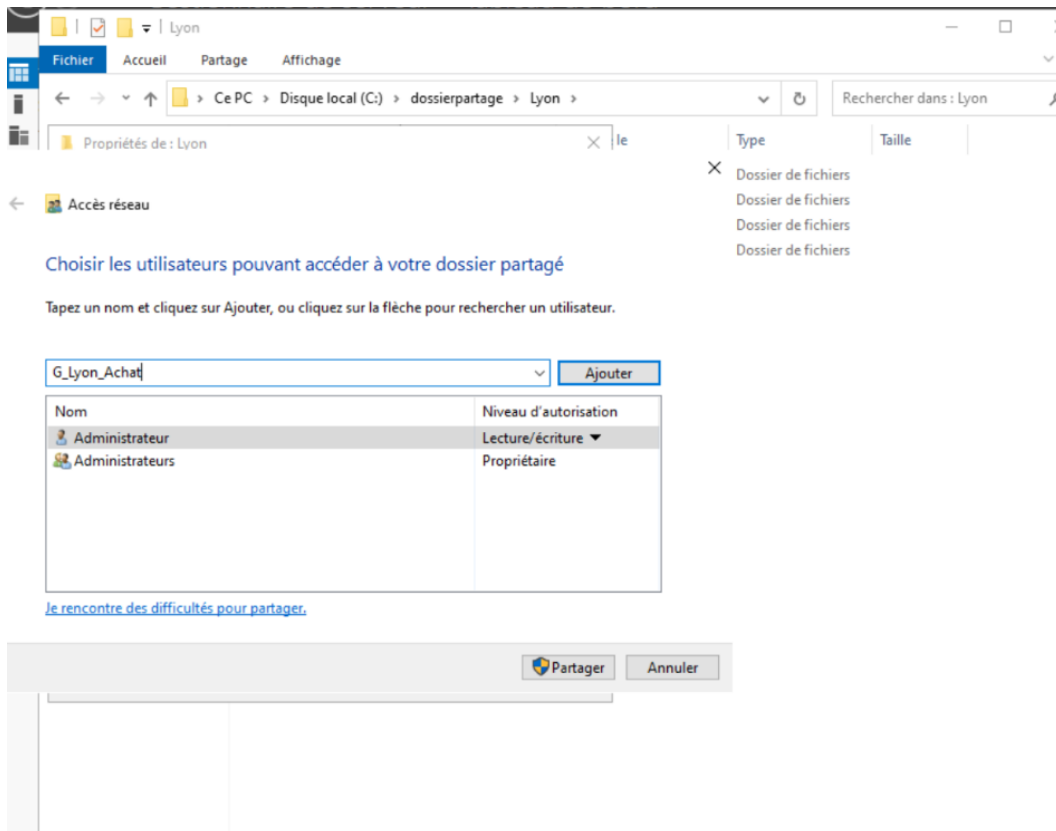 Lyon
Fichier Accueil Partage Affichage
Ce PC > Disque local (C:) > dossierpartage > Lyon >
Rechercher dans : Lyon
Propriétés de : Lyon
le Type Taille
Dossier de fichiers
Dossier de fichiers
Dossier de fichiers
Dossier de fichiers
Accès réseau
Choisir les utilisateurs pouvant accéder à votre dossier partagé
Tapez un nom et cliquez sur Ajouter, ou cliquez sur la flèche pour rechercher un utilisateur.
G_Lyon_Achat Ajouter
Nom Niveau d'autorisation
Administrateur Lecture/écriture
Administrateurs Propriétaire
Je rencontre des difficultés pour partager.
Partager Annuler